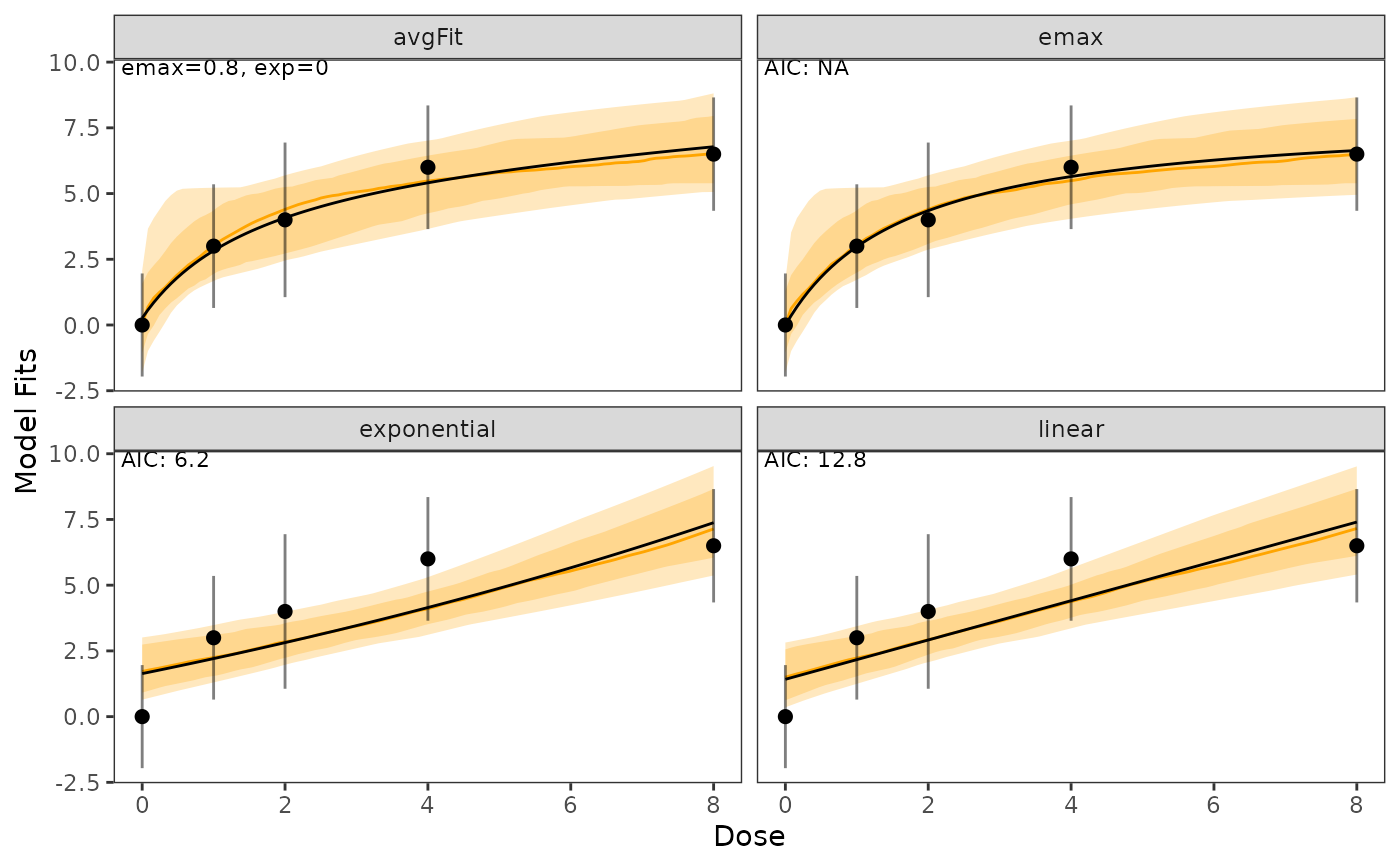 avgFit
emax
emax=0.8, exp=0
AIC: NA
10.0
7.5
5.0
2.5
0.0
-2.5
exponential
linear
AIC: 6.2
AIC: 12.8
10.0
7.5
5.0
2.5
0.0
-2.5
Model Fits
0 2 4 6 8
0 2 4 6 8
Dose